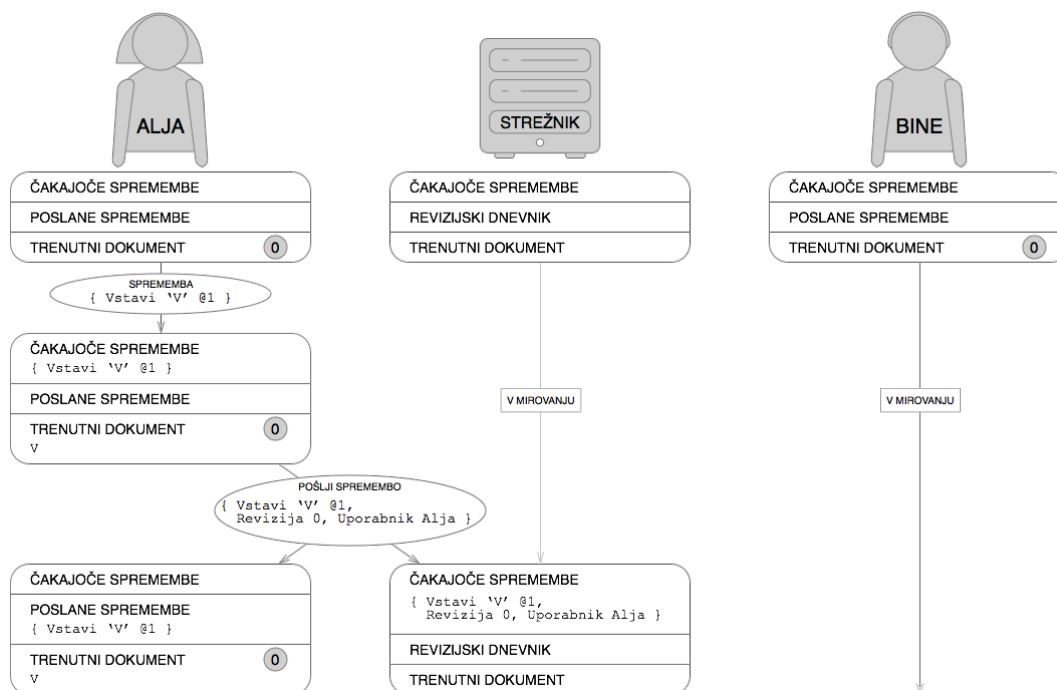 ALJA
STREŽNIK
BINE
ČAKAJOČE SPREMEMBE
POSLANE SPREMEMBE
TRENUTNI DOKUMENT 0
ČAKAJOČE SPREMEMBE
REVIZIJSKI DNEVNIK
TRENUTNI DOKUMENT
ČAKAJOČE SPREMEMBE
POSLANE SPREMEMBE
TRENUTNI DOKUMENT 0
SPREMEMBA
{ Vstavi ‘V’ @1 }
ČAKAJOČE SPREMEMBE
{ Vstavi ‘V’ @1 }
POSLANE SPREMEMBE
TRENUTNI DOKUMENT 0
V
V MIROVANJU
V MIROVANJU
POŠLJI SPREMEMBO
{ Vstavi ‘V’ @1,
Revizija 0, Uporabnik Alja }
ČAKAJOČE SPREMEMBE
POSLANE SPREMEMBE
{ Vstavi ‘V’ @1 }
TRENUTNI DOKUMENT 0
V
ČAKAJOČE SPREMEMBE
{ Vstavi ‘V’ @1,
Revizija 0, Uporabnik Alja }
REVIZIJSKI DNEVNIK
TRENUTNI DOKUMENT